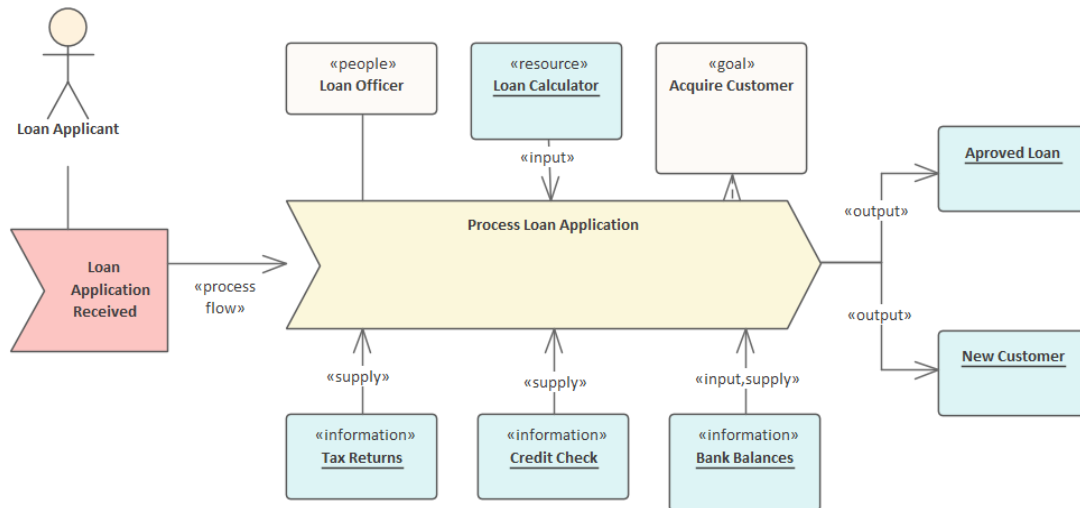 Loan Applicant
«people»
Loan Officer
«resource»
Loan Calculator
«goal»
Acquire Customer
«input»
Aproved Loan
«output»
Process Loan Application
Loan
Application
Received
«process
flow»
«output»
New Customer
«supply»
«supply»
«input,supply»
«information»
Tax Returns
«information»
Credit Check
«information»
Bank Balances